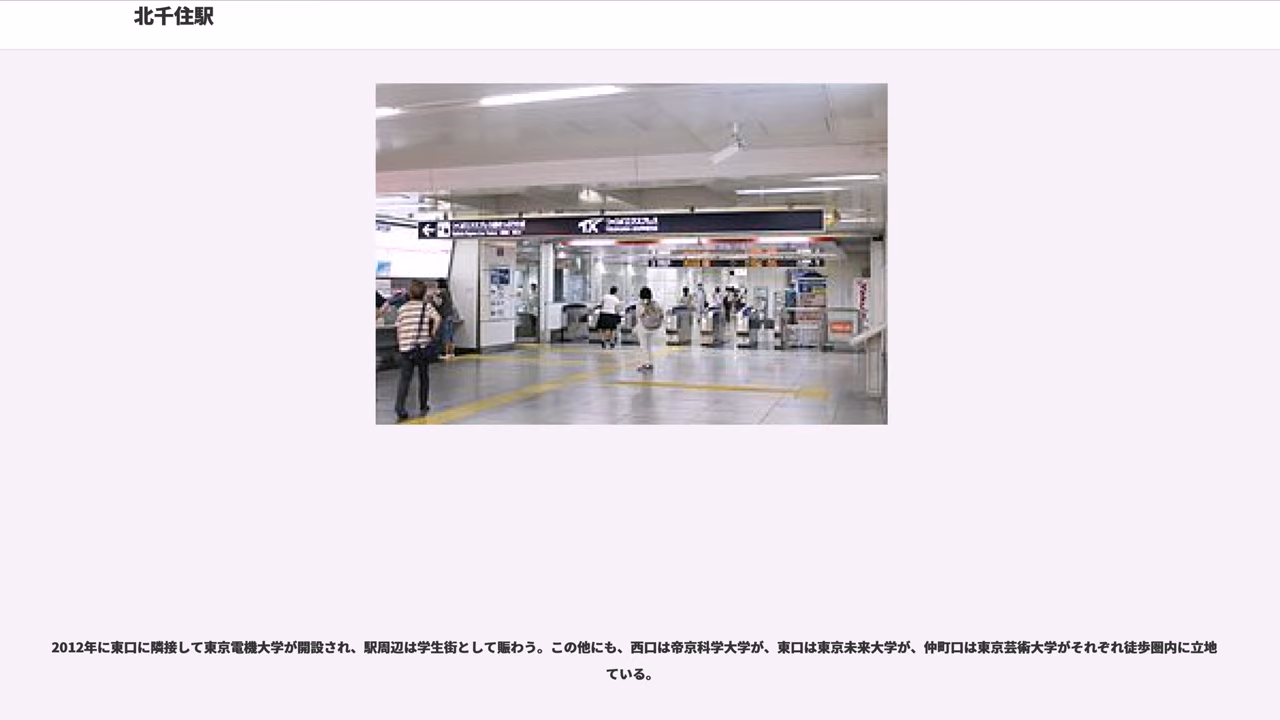 北千住駅
TX
2012年に東口に隣接して東京電機大学が開設され、駅周辺は学生街として賑わう。この他にも、西口は帝京科学大学が、東口は東京未来大学が、仲町口は東京芸術大学がそれぞれ徒歩圏内に立地
ている。